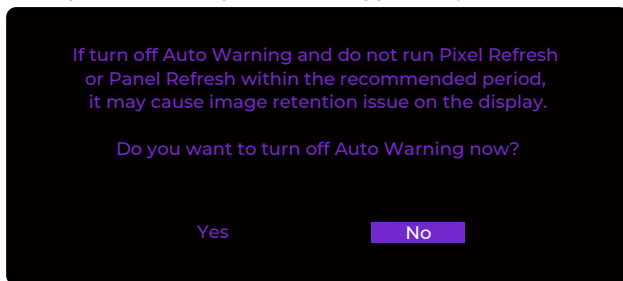 If turn off Auto Warning and do not run Pixel Refresh
or Panel Refresh within the recommended period,
it may cause image retention issue on the display.
Do you want to turn off Auto Warning now?
Yes
No